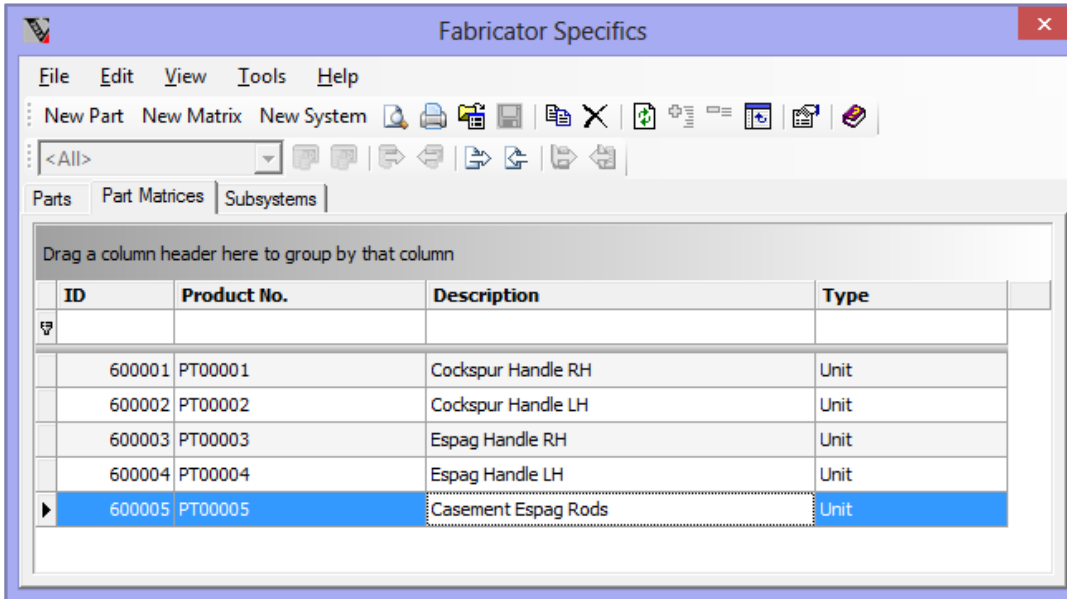 Fabricator Specifics
File Edit View Tools Help
New Part New Matrix New System
<All>
Parts Part Matrices Subsystems
Drag a column header here to group by that column
ID Product No. Description Type
600001 PT00001 Cockspur Handle RH Unit
600002 PT00002 Cockspur Handle LH Unit
600003 PT00003 Espag Handle RH Unit
600004 PT00004 Espag Handle LH Unit
600005 PT00005 Casement Espag Rods Unit